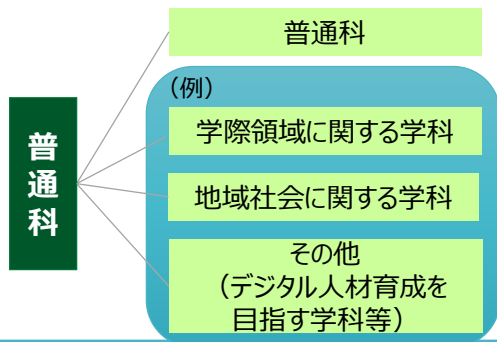 普通科
普通科
（例）
学際領域に関する学科
地域社会に関する学科
その他
（デジタル人材育成を
目指す学科等）